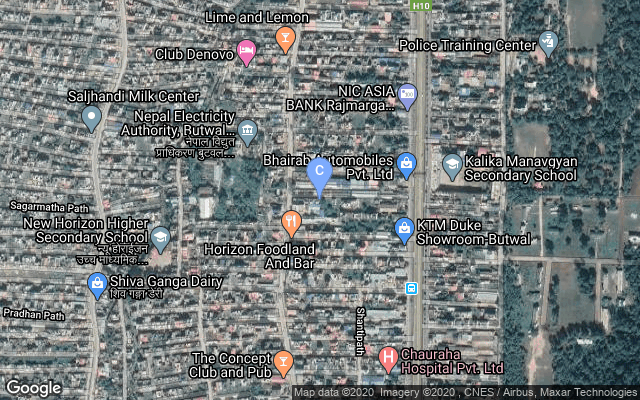 H10
Lime and Lemon
Club Denovo
Police Training Center
NIC ASIA
BANK Rajmarga...
Saljhandi Milk Center
Nepal Electricity
Authority, Butwal...
नेपाल विद्युत
प्राधिकरण बुटवल...
Bhairab Automobiles
Pvt. Ltd
C
Kalika Manavgyan
Secondary School
Sagarmatha Path
New Horizon Higher
Secondary School
न्यू होराईजन
उच्च माध्यमिक...
Horizon Foodland
And Bar
KTM Duke
Showroom-Butwal
Shiva Ganga Dairy
शिव गङ्गा डेरी
Pradhan Path
Shantipath
The Concept
Club and Pub
Chauraha
Hospital Pvt. Ltd
Google
Map data ©2020 Imagery ©2020 , CNES / Airbus, Maxar Technologies